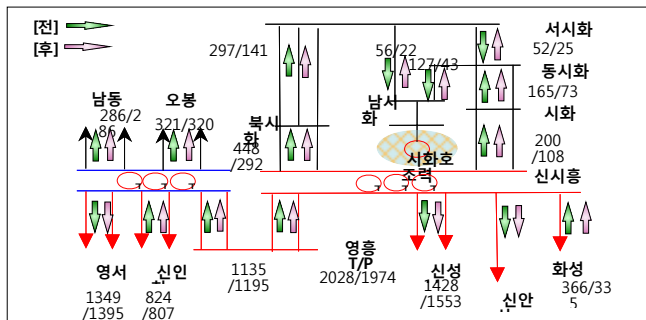 [전]
[후]
297/141
56/22
127/43
서시화
52/25
동시화
165/73
시화
200
/108
신시흥
남동
286/2
86
오봉
321/320
북시
화
448
/292
남서
화
시화호
조력
영서
1349
/1395
신인
824
/807
1135
/1195
영흥
T/P
2028/1974
신성
1428
/1553
신안
화성
366/33
5